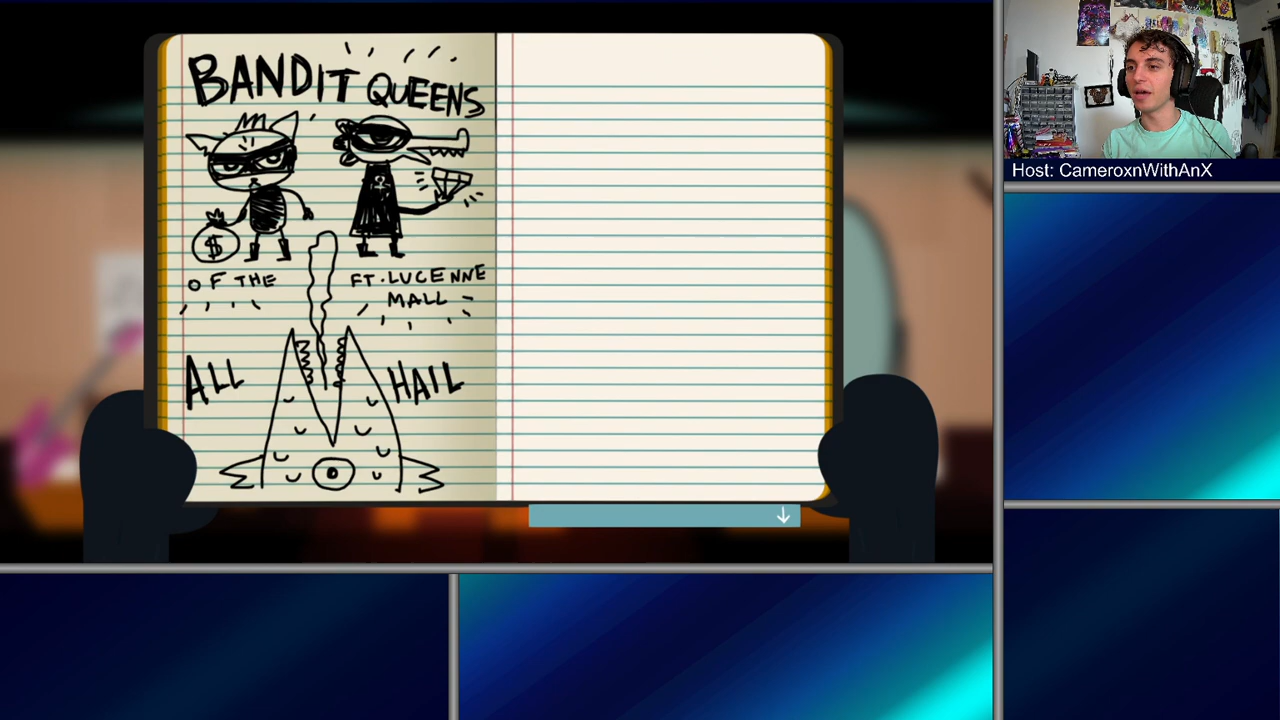 BANDIT QUEENS
$
OF THE FT. LUCENNE
MALL
ALL HAIL
Host: CameroxnWithAnX